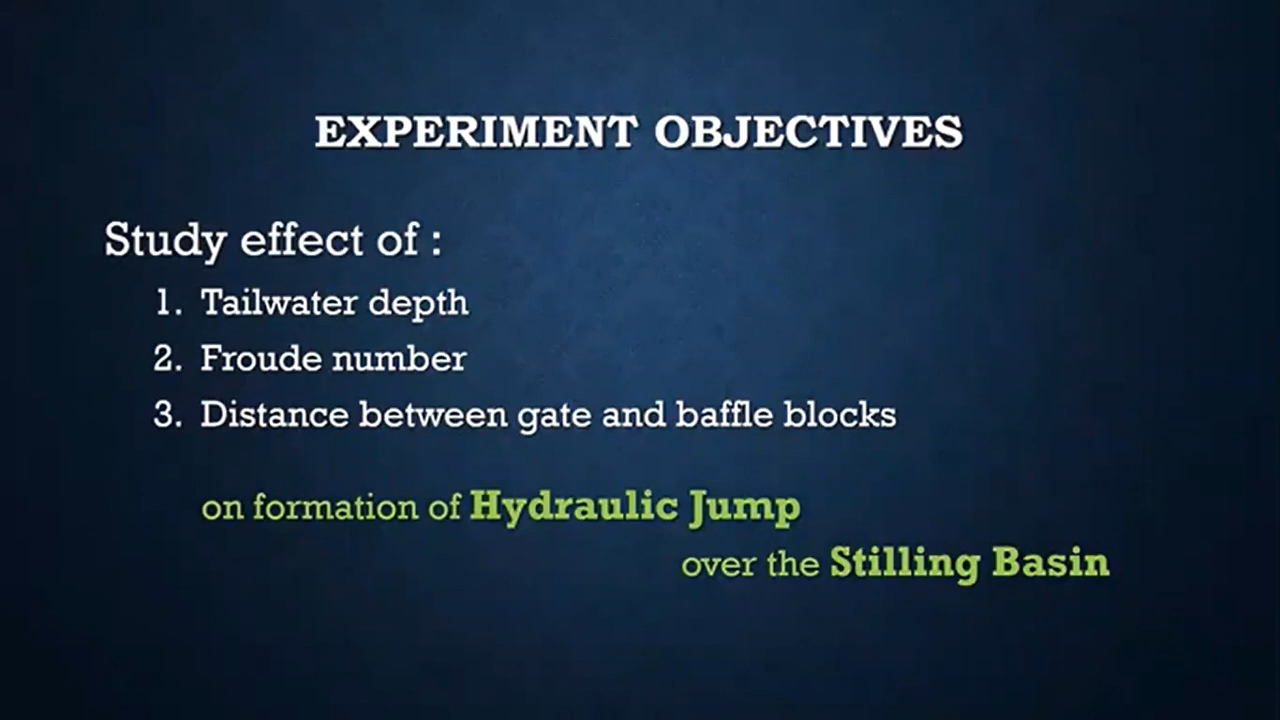 EXPERIMENT OBJECTIVES
Study effect of :
1. Tailwater depth
2. Froude number
3. Distance between gate and baffle blocks
on formation of Hydraulic Jump
over the Stilling Basin